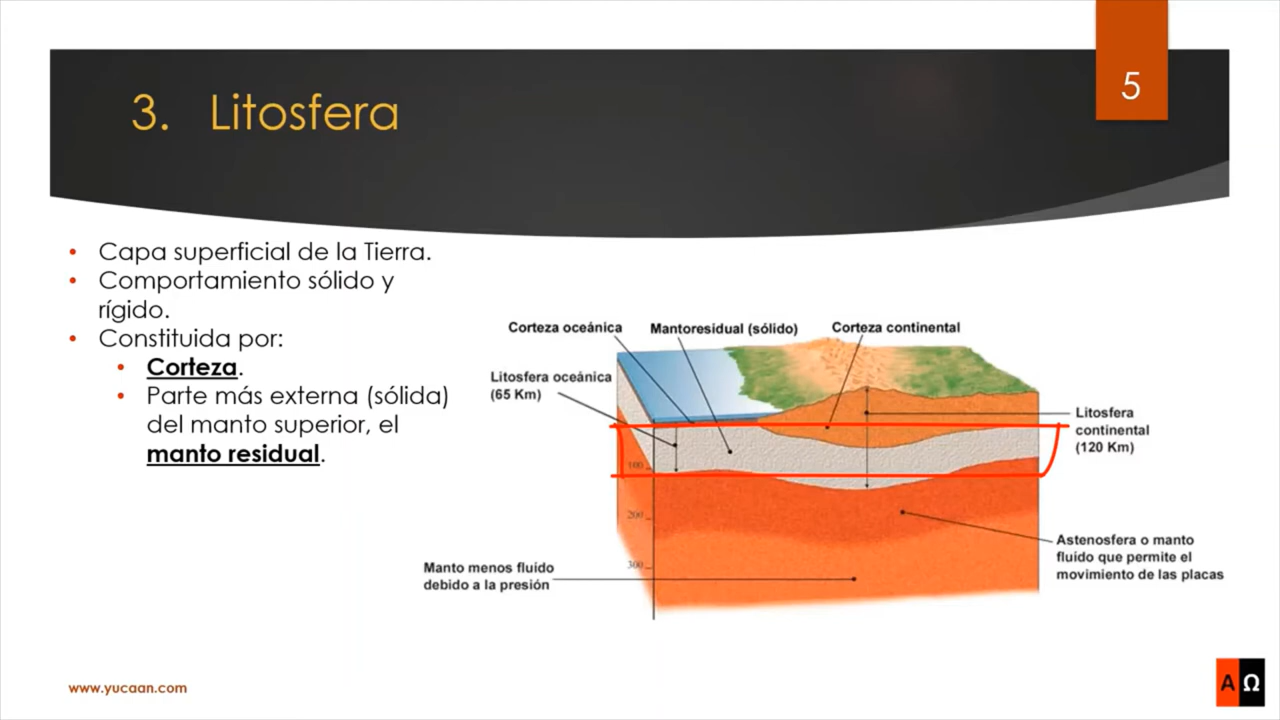 5
3. Litosfera
• Capa superficial de la Tierra.
• Comportamiento sólido y
rígido.
• Constituida por:
• Corteza.
• Parte más externa (sólida)
del manto superior, el
manto residual.
Corteza oceánica
Mantoresidual (sólido)
Corteza continental
Litosfera oceánica
(65 Km)
Litosfera
continental
(120 Km)
100
200
300
Astenosfera o manto
fluido que permite el
movimiento de las placas
Manto menos fluido
debido a la presión
www.yucaan.com
AΩ